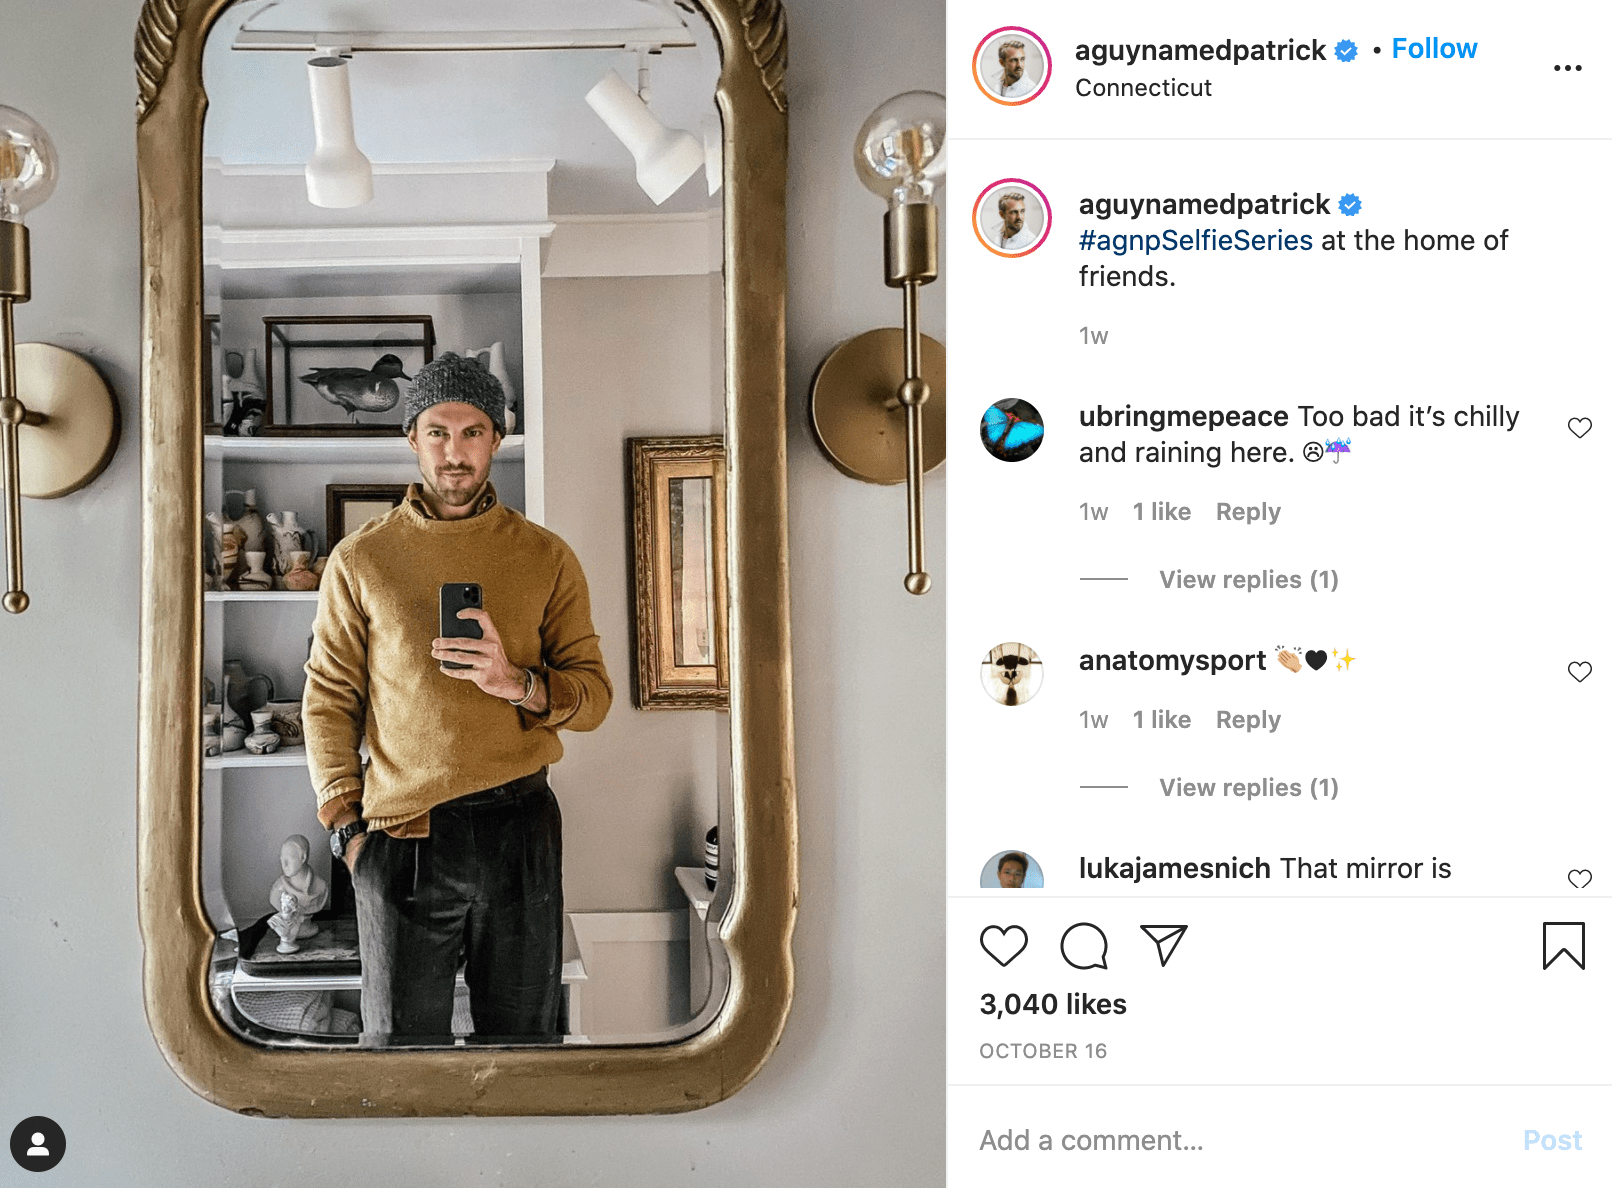 aguynamedpatrick • Follow
Connecticut
aguynamedpatrick
#agnpSelfieSeries at the home of
friends.
1w
ubringmepeace Too bad it’s chilly
and raining here. 😢☔
1w 1 like Reply
View replies (1)
anatomysport 👏🏼🖤✨
1w 1 like Reply
View replies (1)
lukajamesnich That mirror is
3,040 likes
OCTOBER 16
Add a comment... Post